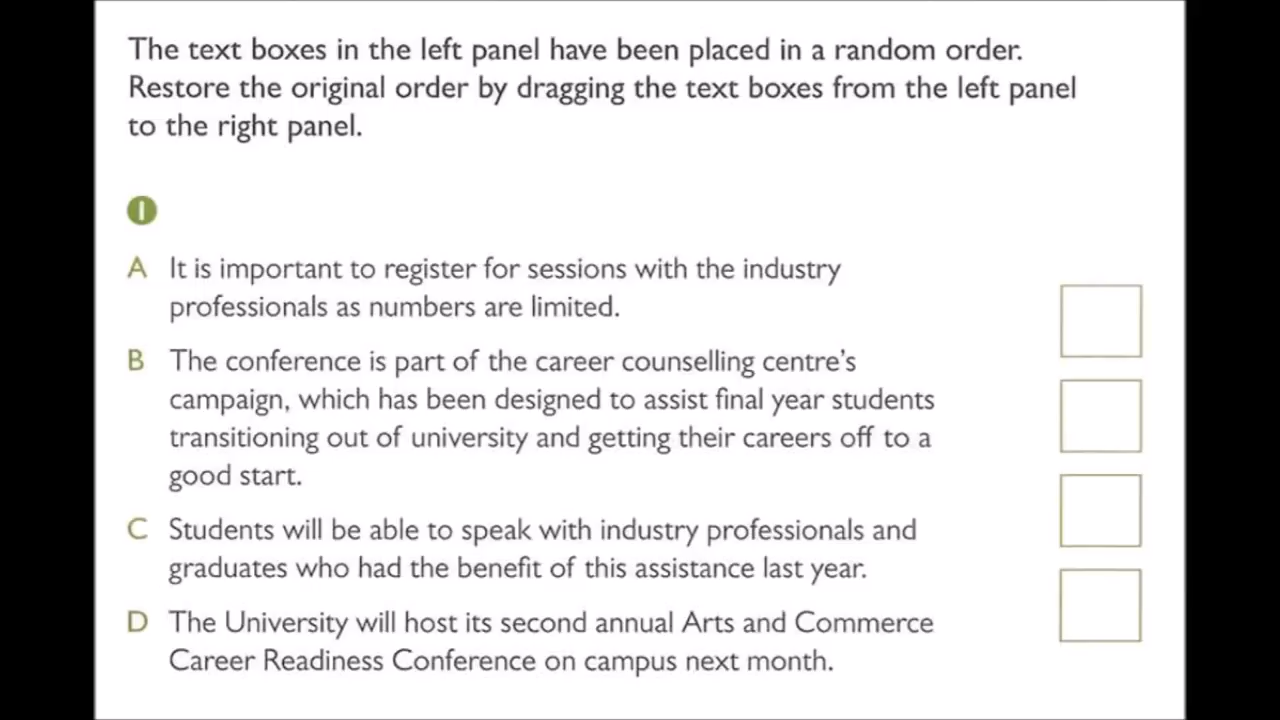 The text boxes in the left panel have been placed in a random order.
Restore the original order by dragging the text boxes from the left panel
to the right panel.
1
A It is important to register for sessions with the industry
professionals as numbers are limited.
B The conference is part of the career counselling centre's
campaign, which has been designed to assist final year students
transitioning out of university and getting their careers off to a
good start.
C Students will be able to speak with industry professionals and
graduates who had the benefit of this assistance last year.
D The University will host its second annual Arts and Commerce
Career Readiness Conference on campus next month.